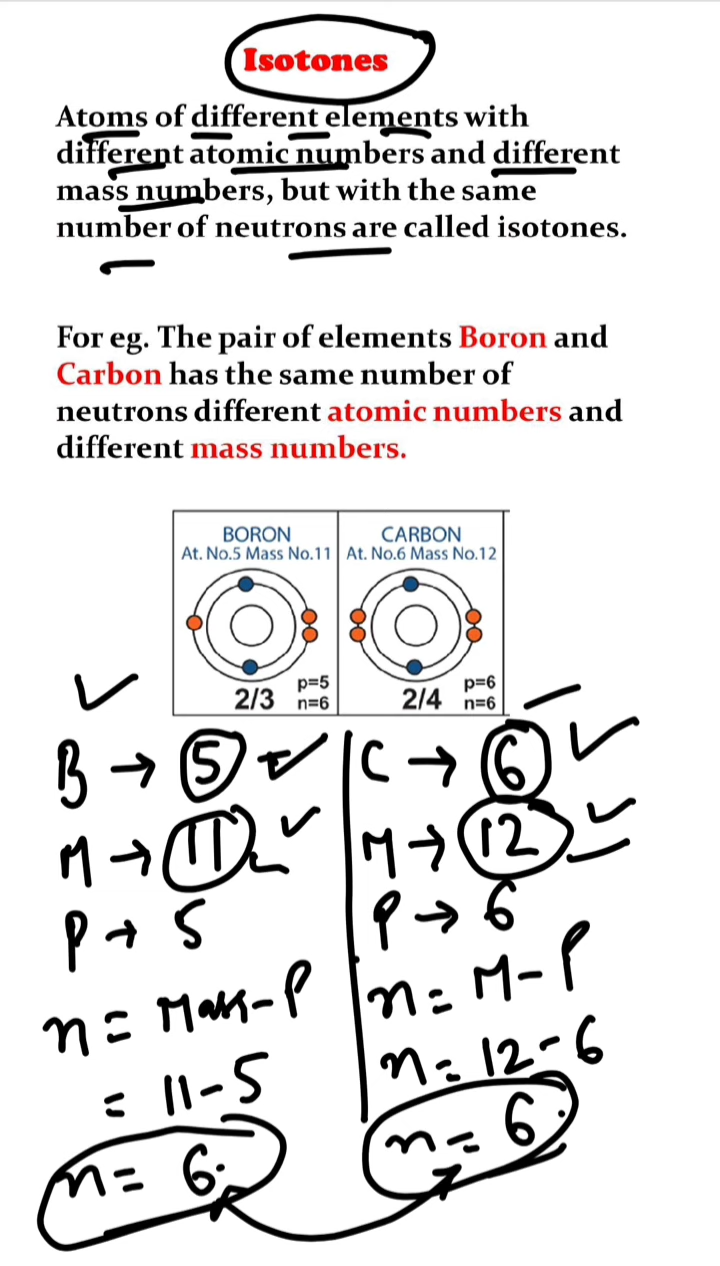 Isotones
Atoms of different elements with
different atomic numbers and different
mass numbers, but with the same
number of neutrons are called isotones.
For eg. The pair of elements Boron and
Carbon has the same number of
neutrons different atomic numbers and
different mass numbers.
BORON
At. No.5 Mass No.11
2/3
p=5
n=6
CARBON
At. No.6 Mass No.12
2/4
p=6
n=6
B → 5
M → 11
P → 5
n = Mass - P
= 11 - 5
n = 6.
C → 6
M → 12
P → 6
n = M - P
n = 12 - 6
n = 6.